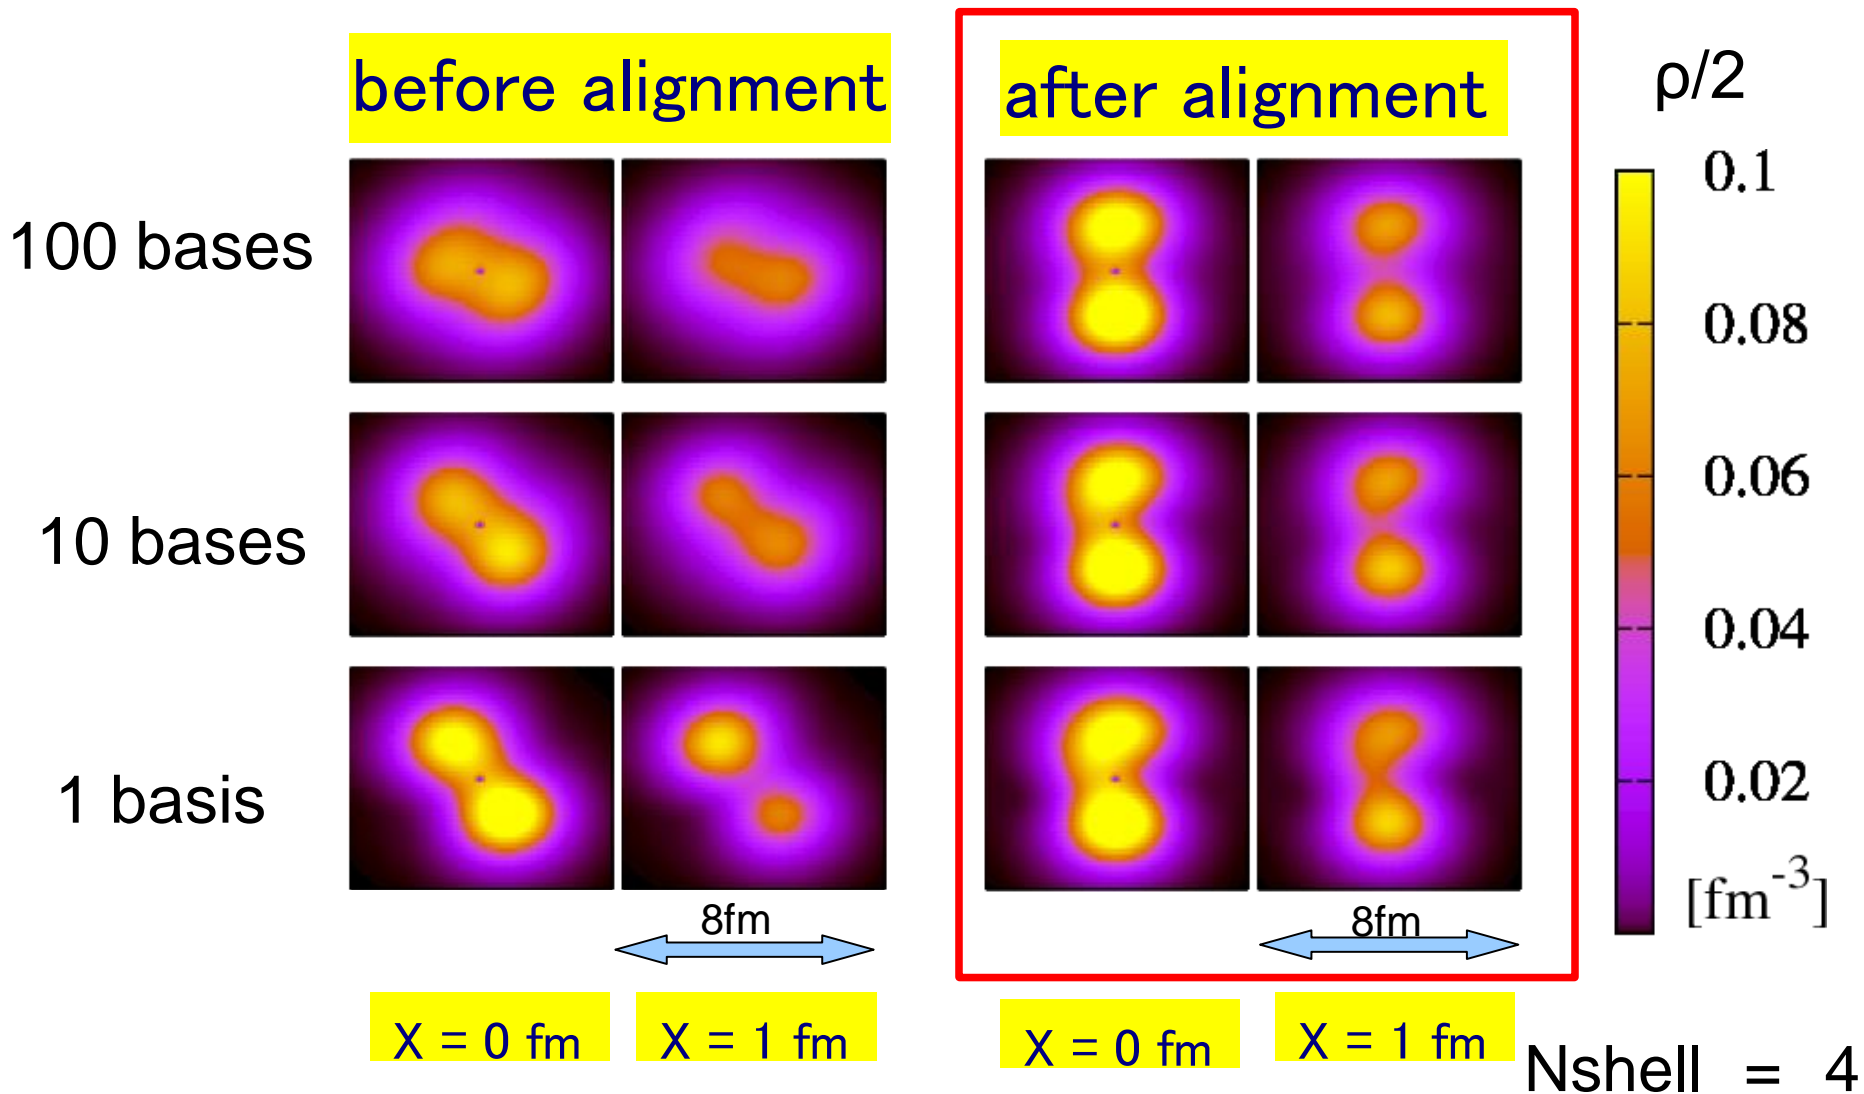 before alignment
after alignment
ρ/2
100 bases
10 bases
1 basis
0.1
0.08
0.06
0.04
0.02
[fm⁻³]
8fm
8fm
X = 0 fm
X = 1 fm
X = 0 fm
X = 1 fm
Nshell = 4